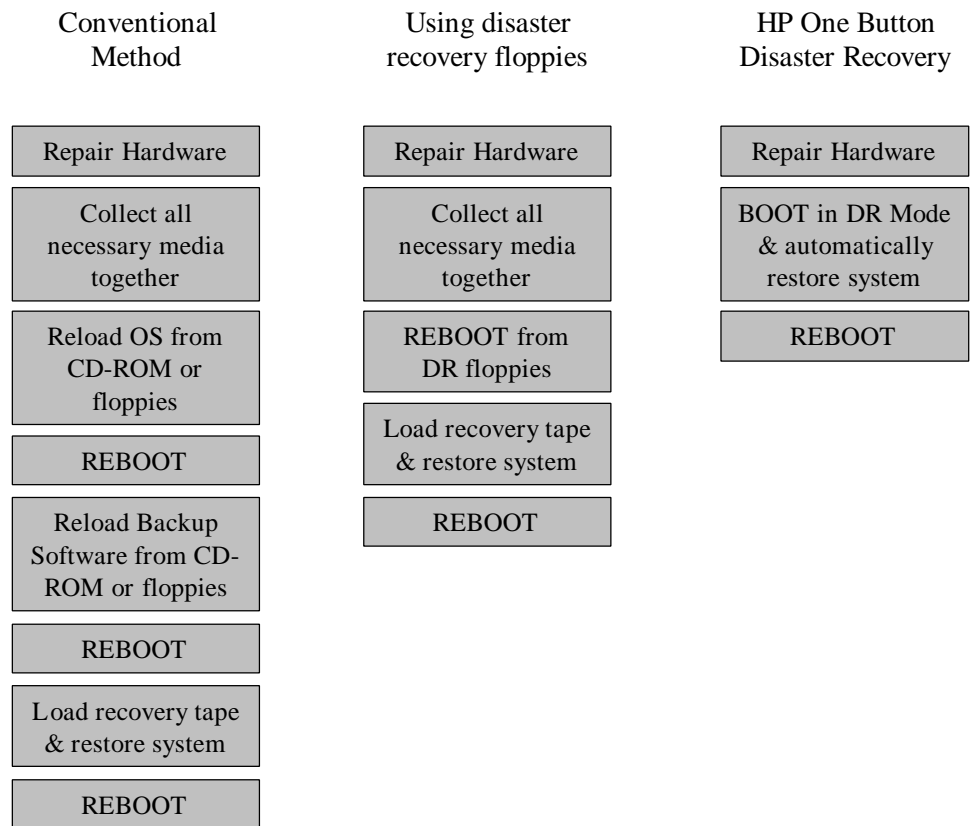 Conventional
Method
Repair Hardware
Collect all
necessary media
together
Reload OS from
CD-ROM or
floppies
REBOOT
Reload Backup
Software from CD-
ROM or floppies
REBOOT
Load recovery tape
& restore system
REBOOT
Using disaster
recovery floppies
Repair Hardware
Collect all
necessary media
together
REBOOT from
DR floppies
Load recovery tape
& restore system
REBOOT
HP One Button
Disaster Recovery
Repair Hardware
BOOT in DR Mode
& automatically
restore system
REBOOT